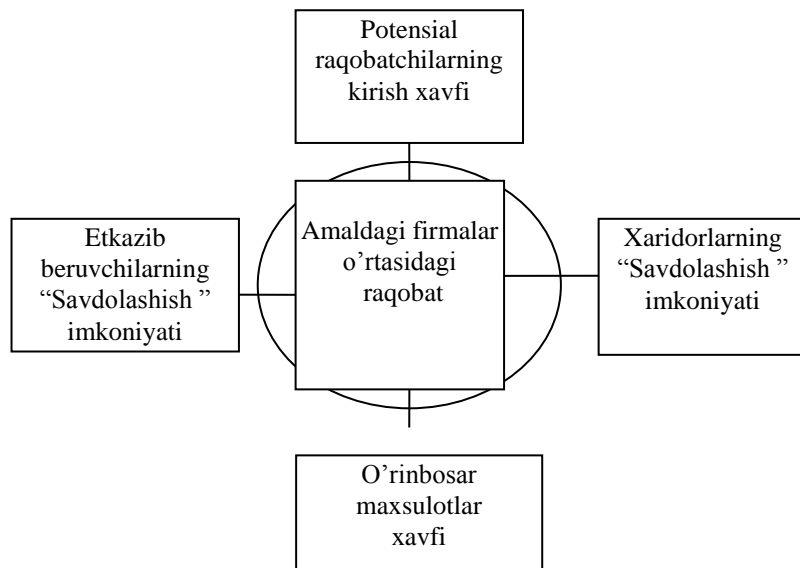 Potensial
raqobatchilarning
kirish xavfi
Etkazib
beruvchilarning
“Savdolashish ”
imkoniyati
Amaldagi firmalar
o’rtasidagi
raqobat
Xaridorlarning
“Savdolashish ”
imkoniyati
O’rinbosar
maxsulotlar
xavfi